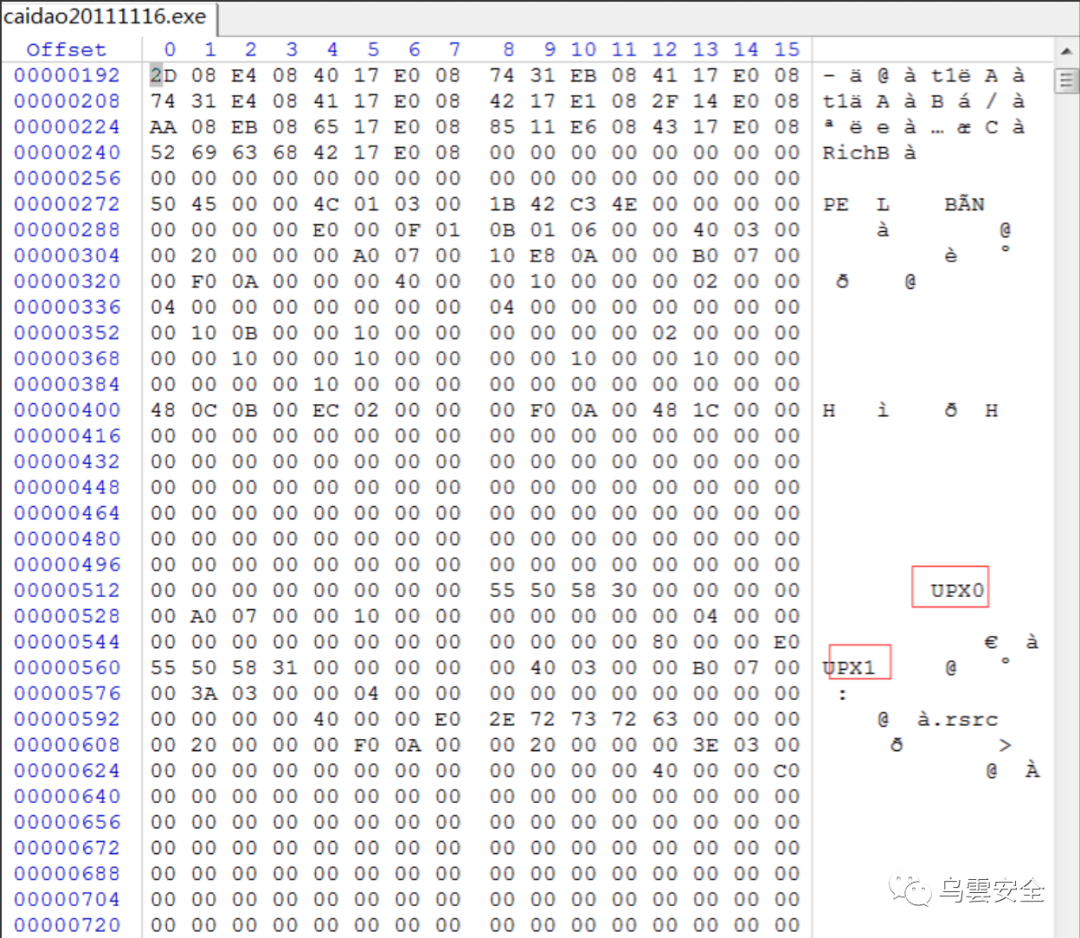 caidao20111116.exe
Offset 0 1 2 3 4 5 6 7 8 9 10 11 12 13 14 15
00000192 2D 08 E4 08 40 17 E0 08 74 31 EB 08 41 17 E0 08 - ä @ à t1ë A à
00000208 74 31 E4 08 41 17 E0 08 42 17 E1 08 2F 14 E0 08 t1ä A à B á / à
00000224 AA 08 EB 08 65 17 E0 08 85 11 E6 08 43 17 E0 08 ª ë e à … æ C à
00000240 52 69 63 68 42 17 E0 08 00 00 00 00 00 00 00 00 RichB à
00000256 00 00 00 00 00 00 00 00 00 00 00 00 00 00 00 00
00000272 50 45 00 00 4C 01 03 00 1B 42 C3 4E 00 00 00 00 PE L BÃN
00000288 00 00 00 00 E0 00 0F 01 0B 01 06 00 00 40 03 00 à @
00000304 00 20 00 00 00 A0 07 00 10 E8 0A 00 00 B0 07 00 è °
00000320 00 F0 0A 00 00 00 40 00 00 10 00 00 00 02 00 00 ð @
00000336 04 00 00 00 00 00 00 00 04 00 00 00 00 00 00 00
00000352 00 10 0B 00 00 10 00 00 00 00 00 00 02 00 00 00
00000368 00 00 10 00 00 10 00 00 00 00 10 00 00 10 00 00
00000384 00 00 00 00 10 00 00 00 00 00 00 00 00 00 00 00
00000400 48 0C 0B 00 EC 02 00 00 00 F0 0A 00 48 1C 00 00 H ì ð H
00000416 00 00 00 00 00 00 00 00 00 00 00 00 00 00 00 00
00000432 00 00 00 00 00 00 00 00 00 00 00 00 00 00 00 00
00000448 00 00 00 00 00 00 00 00 00 00 00 00 00 00 00 00
00000464 00 00 00 00 00 00 00 00 00 00 00 00 00 00 00 00
00000480 00 00 00 00 00 00 00 00 00 00 00 00 00 00 00 00
00000496 00 00 00 00 00 00 00 00 00 00 00 00 00 00 00 00
00000512 00 00 00 00 00 00 00 00 55 50 58 30 00 00 00 00 UPX0
00000528 00 A0 07 00 00 10 00 00 00 00 00 00 00 04 00 00
00000544 00 00 00 00 00 00 00 00 00 00 00 00 80 00 00 E0 € à
00000560 55 50 58 31 00 00 00 00 00 40 03 00 00 B0 07 00 UPX1 @ °
00000576 00 3A 03 00 00 04 00 00 00 00 00 00 00 00 00 00 :
00000592 00 00 00 00 40 00 00 E0 2E 72 73 72 63 00 00 00 @ à.rsrc
00000608 00 20 00 00 00 F0 0A 00 00 20 00 00 00 3E 03 00 ð >
00000624 00 00 00 00 00 00 00 00 00 00 00 00 40 00 00 C0 @ À
00000640 00 00 00 00 00 00 00 00 00 00 00 00 00 00 00 00
00000656 00 00 00 00 00 00 00 00 00 00 00 00 00 00 00 00
00000672 00 00 00 00 00 00 00 00 00 00 00 00 00 00 00 00
00000688 00 00 00 00 00 00 00 00 00 00 00 00 00 00 00 00
00000704 00 00 00 00 00 00 00 00 00 00 00 00 00 00 00 00
00000720 00 00 00 00 00 00 00 00 00 00 00 00 00 00 00 00
乌雲安全